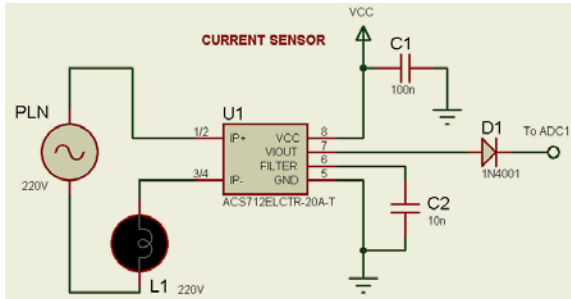 VCC
CURRENT SENSOR
C1
100n
PLN
U1
D1
To ADC1
1/2
IP+
VCC
8
VIOUT
7
FILTER
6
1N4001
3/4
IP-
GND
5
220V
ACS712ELCTR-20A-T
C2
10n
L1
220V